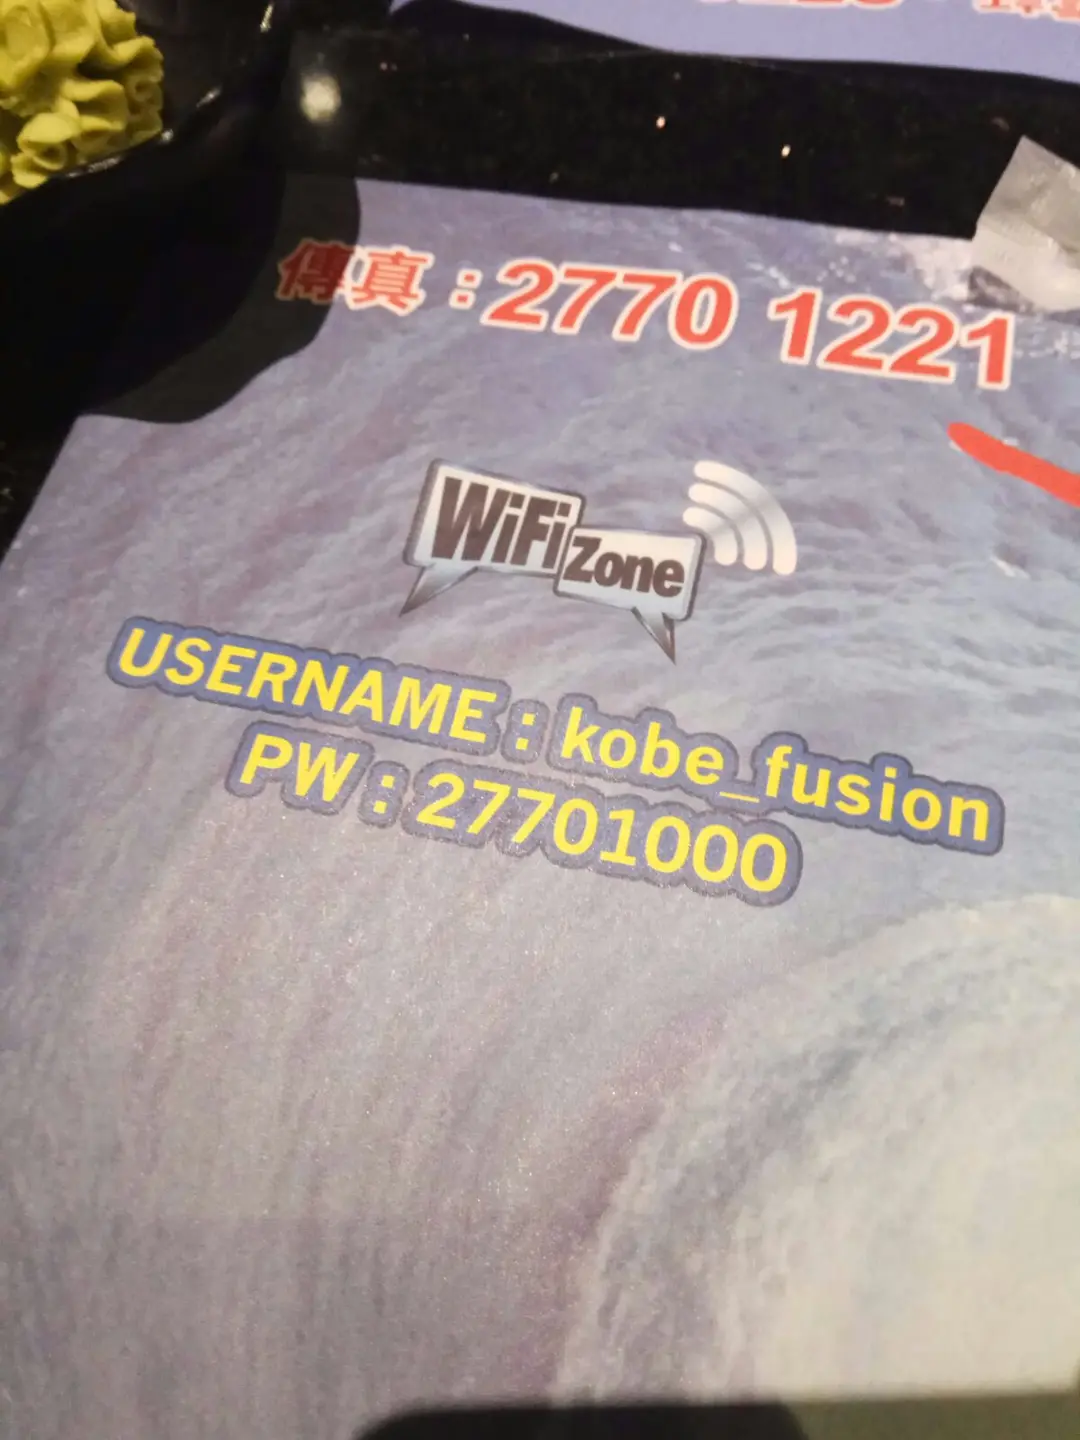 傳真：2770 1221
WiFi Zone
USERNAME : kobe_fusion
PW : 27701000